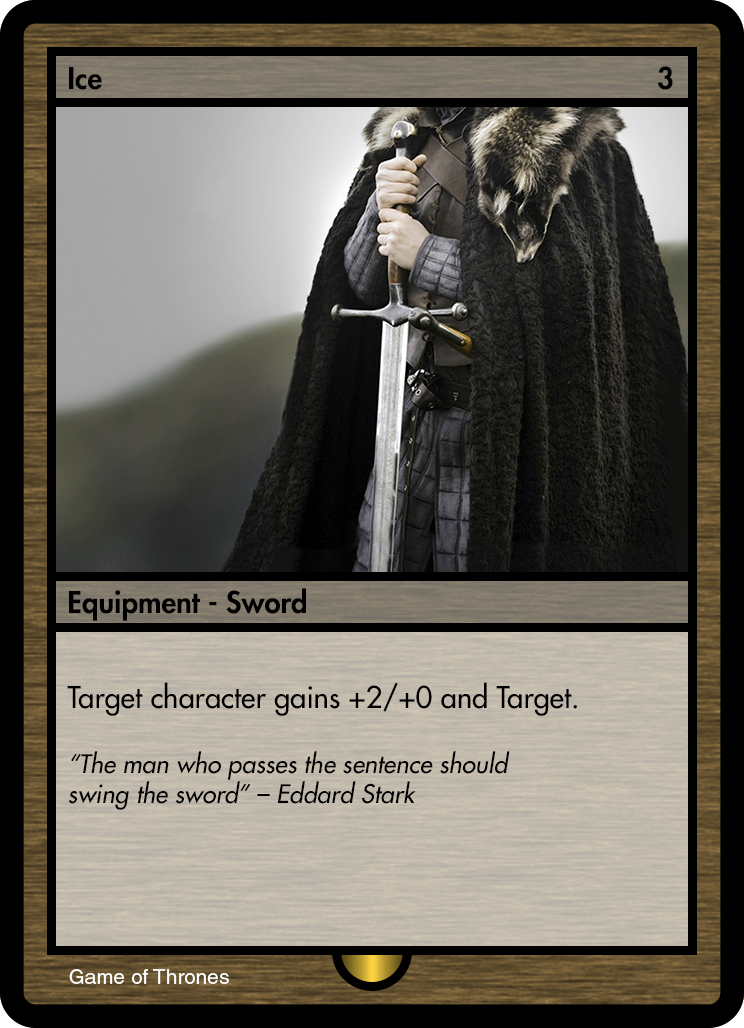 Ice 3
Equipment - Sword
Target character gains +2/+0 and Target.
“The man who passes the sentence should
swing the sword” – Eddard Stark
Game of Thrones